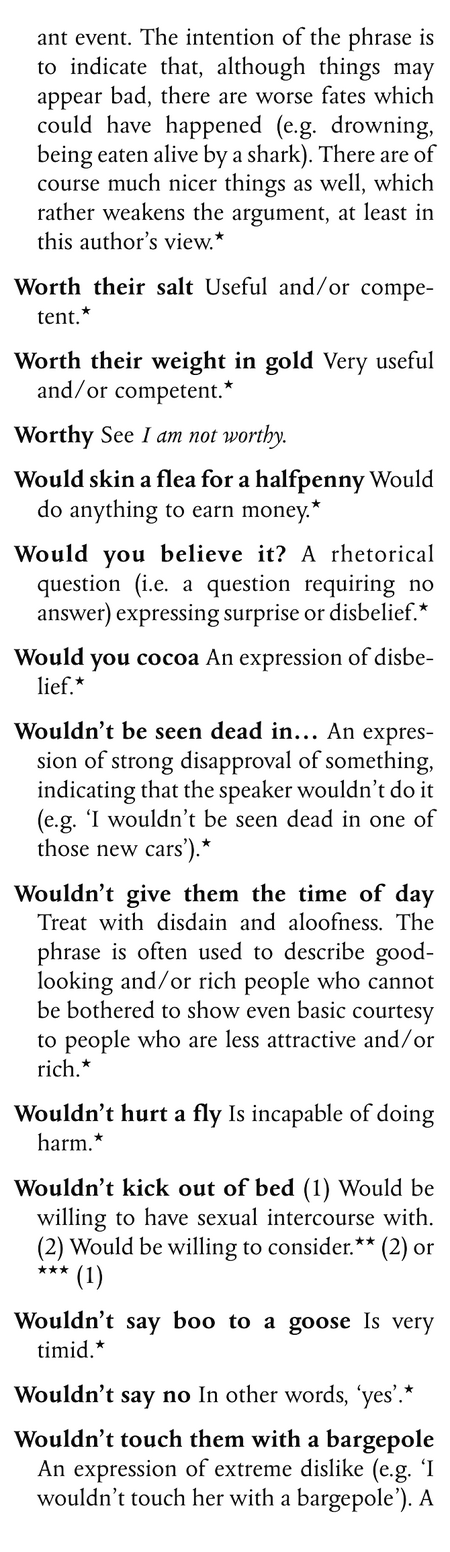 ant event. The intention of the phrase is
to indicate that, although things may
appear bad, there are worse fates which
could have happened (e.g. drowning,
being eaten alive by a shark). There are of
course much nicer things as well, which
rather weakens the argument, at least in
this author’s view.★
Worth their salt Useful and/or compe-
tent.★
Worth their weight in gold Very useful
and/or competent.★
Worthy See I am not worthy.
Would skin a flea for a halfpenny Would
do anything to earn money.★
Would you believe it? A rhetorical
question (i.e. a question requiring no
answer) expressing surprise or disbelief.★
Would you cocoa An expression of disbe-
lief.★
Wouldn’t be seen dead in… An expres-
sion of strong disapproval of something,
indicating that the speaker wouldn’t do it
(e.g. ‘I wouldn’t be seen dead in one of
those new cars’).★
Wouldn’t give them the time of day
Treat with disdain and aloofness. The
phrase is often used to describe good-
looking and/or rich people who cannot
be bothered to show even basic courtesy
to people who are less attractive and/or
rich.★
Wouldn’t hurt a fly Is incapable of doing
harm.★
Wouldn’t kick out of bed (1) Would be
willing to have sexual intercourse with.
(2) Would be willing to consider.★★ (2) or
★★★ (1)
Wouldn’t say boo to a goose Is very
timid.★
Wouldn’t say no In other words, ‘yes’.★
Wouldn’t touch them with a bargepole
An expression of extreme dislike (e.g. ‘I
wouldn’t touch her with a bargepole’). A